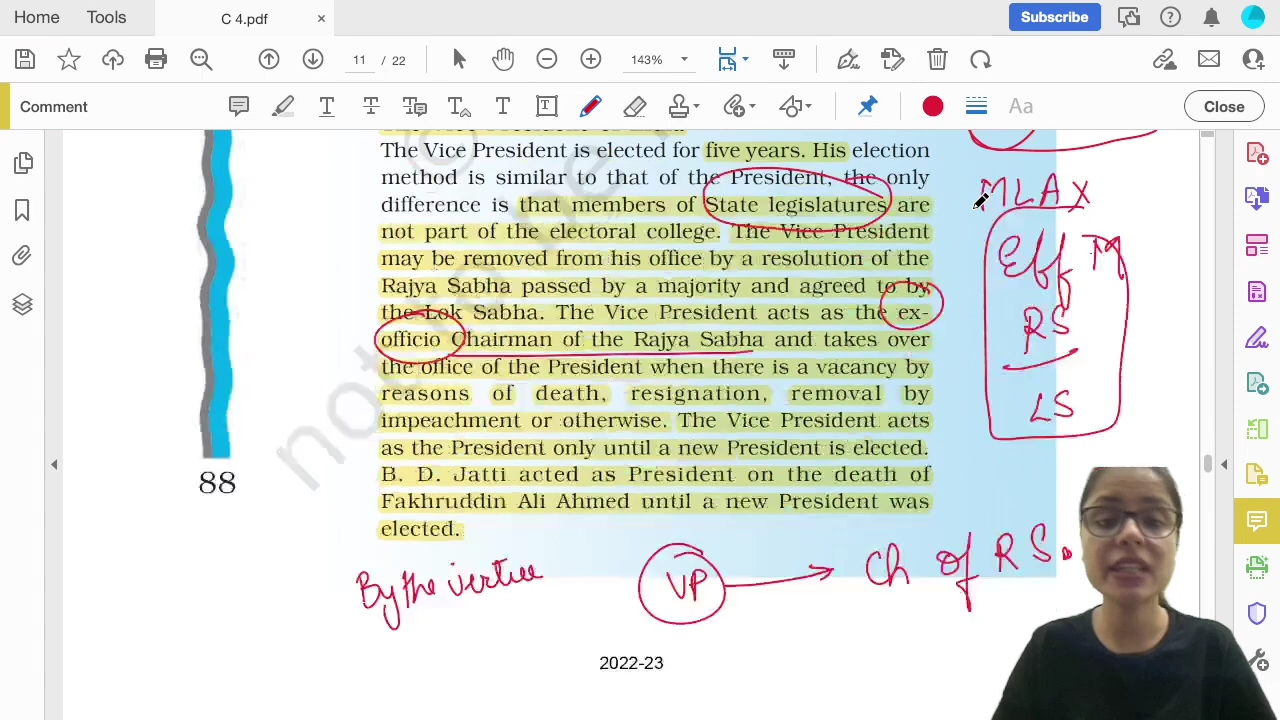 Home Tools C 4.pdf × Subscribe
11 / 22 143%
Comment Aa Close
The Vice President is elected for five years. His election
method is similar to that of the President, the only
difference is that members of State legislatures are
not part of the electoral college. The Vice President
may be removed from his office by a resolution of the
Rajya Sabha passed by a majority and agreed to by
the Lok Sabha. The Vice President acts as the ex-
officio Chairman of the Rajya Sabha and takes over
the office of the President when there is a vacancy by
reasons of death, resignation, removal by
impeachment or otherwise. The Vice President acts
as the President only until a new President is elected.
B. D. Jatti acted as President on the death of
Fakhruddin Ali Ahmed until a new President was
elected.
MLA X
Eff M
RS
LS
88
not to be
By the vertue
VP
Ch of RS.
2022-23